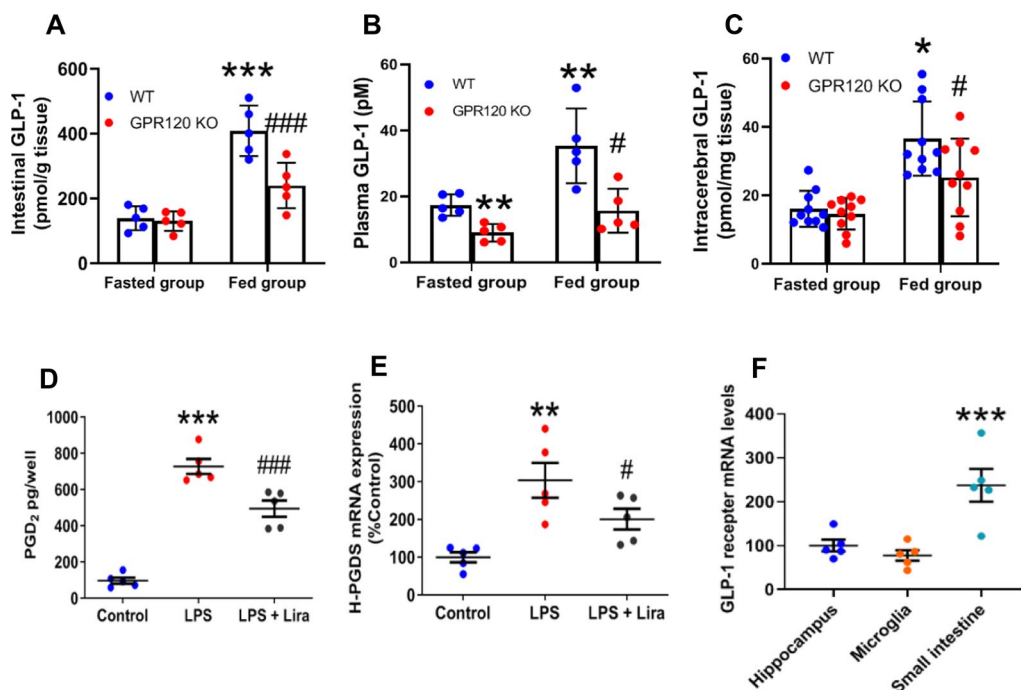 A
Intestinal GLP-1
(pmol/g tissue)
600
400
200
0
WT
GPR120 KO
***
###
Fasted group
Fed group
B
Plasma GLP-1 (pM)
60
40
20
0
WT
GPR120 KO
**
**
#
Fasted group
Fed group
C
Intracerebral GLP-1
(pmol/mg tissue)
60
40
20
0
WT
GPR120 KO
*
#
Fasted group
Fed group
D
PGD2 pg/well
1000
800
600
400
200
0
***
###
Control
LPS
LPS + Lira
E
H-PGDS mRNA expression
(%Control)
500
400
300
200
100
0
**
#
Control
LPS
LPS + Lira
F
GLP-1 recepter mRNA levels
400
300
200
100
0
***
Hippocampus
Microglia
Small intestine